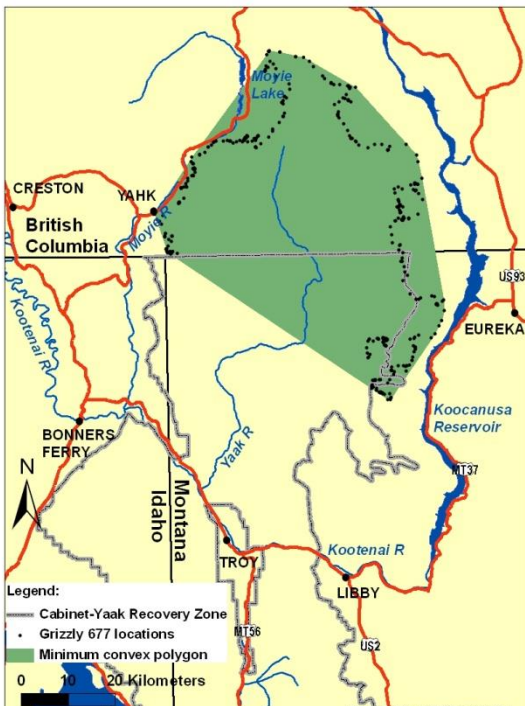 Moyie
Lake
CRESTON
YAHK
British
Columbia
Moyie R
US93
EUREKA
Kootenai R
Koocanusa
Reservoir
BONNERS
FERRY
Yaak R
MT37
N
Montana
Idaho
TROY
Kootenai R
LIBBY
Legend:
Cabinet-Yaak Recovery Zone
Grizzly 677 locations
Minimum convex polygon
MT56
US2
0 10 20 Kilometers